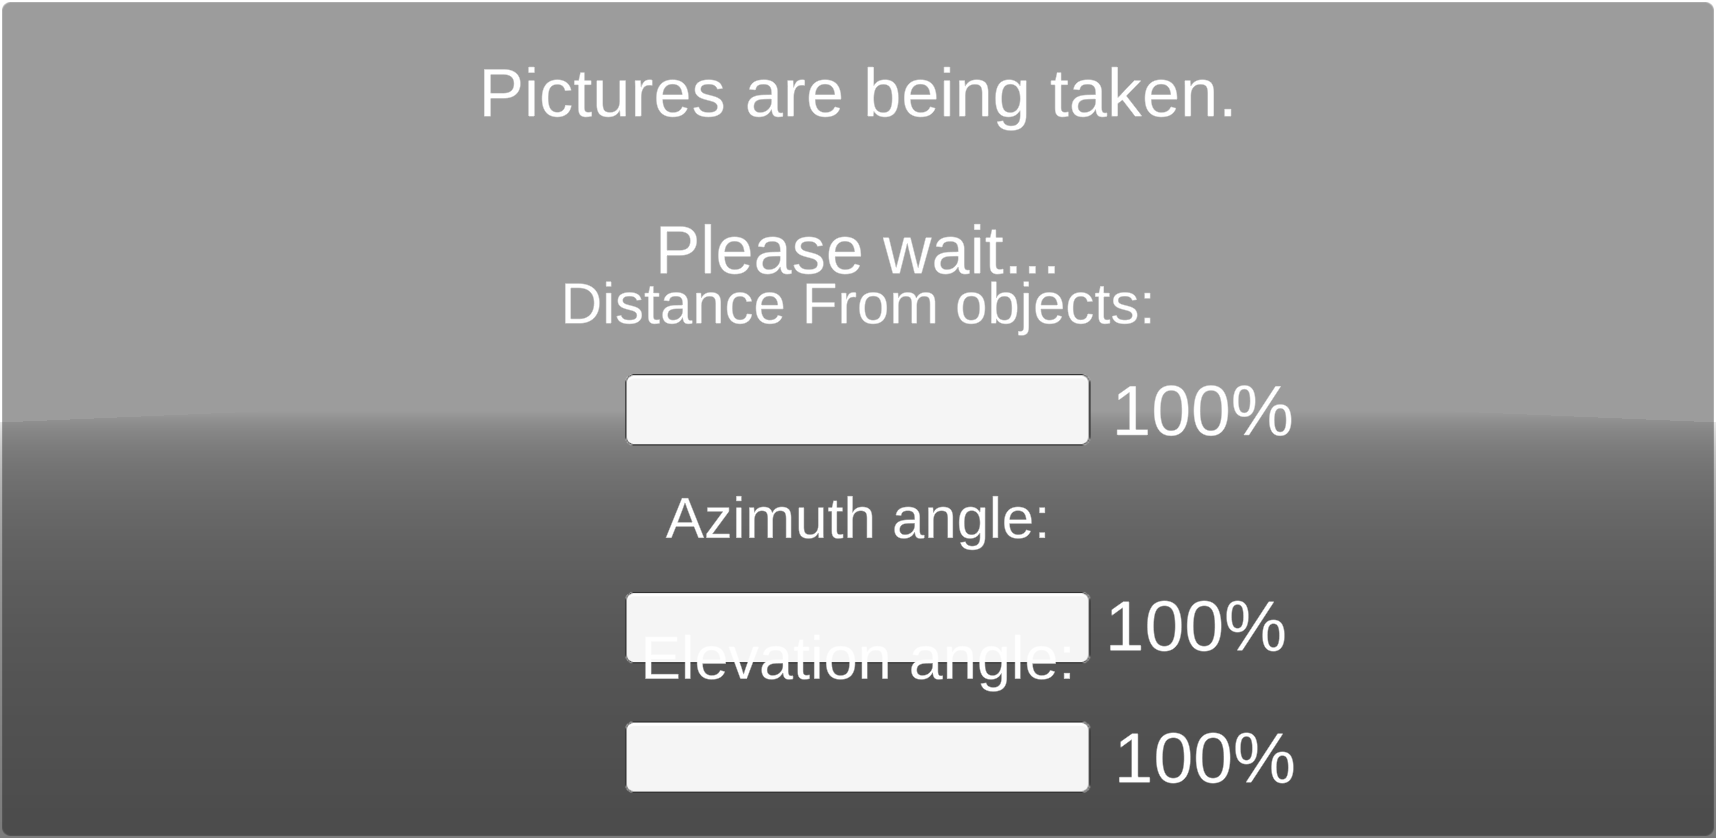 Pictures are being taken.
Please wait...
Distance From objects:
100%
Azimuth angle:
100%
Elevation angle:
100%